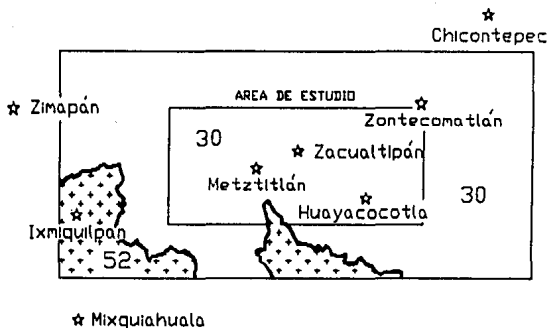 Chicontepec
AREA DE ESTUDIO
Zimapán
Zontecomatlán
30
Zacualtipán
Metztitlán
30
Huayacocotla
Ixmiquilpan
52
Mixquiahuala